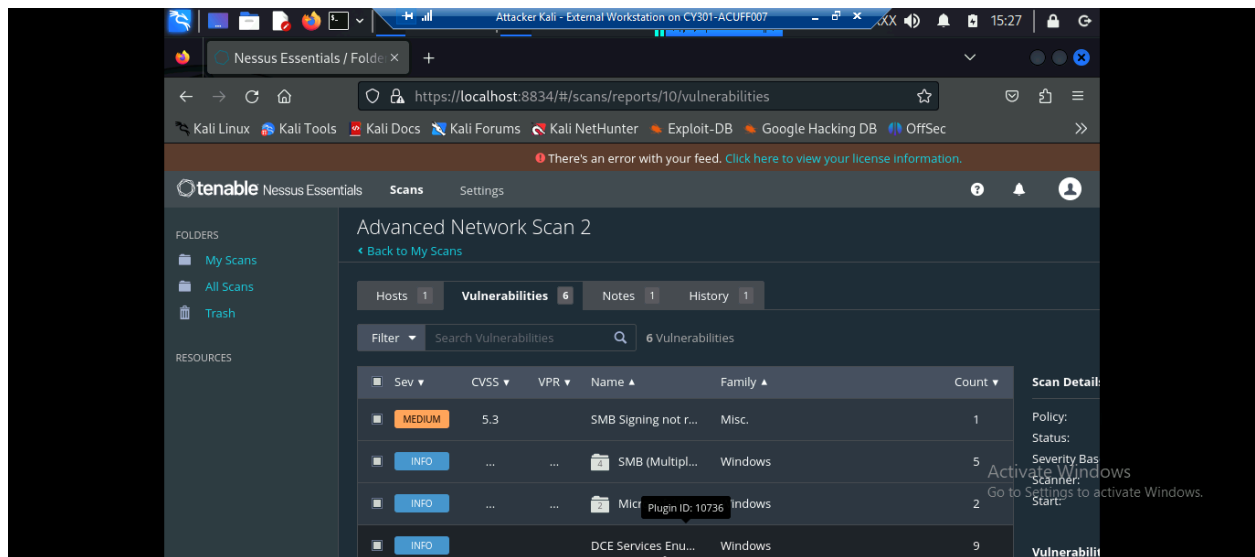 Attacker Kali - External Workstation on CY301-ACUFF007
15:27
Nessus Essentials / Folde
https://localhost:8834/#/scans/reports/10/vulnerabilities
Kali Linux Kali Tools Kali Docs Kali Forums Kali NetHunter Exploit-DB Google Hacking DB OffSec
There's an error with your feed. Click here to view your license information.
tenable Nessus Essentials Scans Settings
FOLDERS
My Scans
All Scans
Trash
RESOURCES
Advanced Network Scan 2
Back to My Scans
Hosts 1 Vulnerabilities 6 Notes 1 History 1
Filter Search Vulnerabilities 6 Vulnerabilities
Sev CVSS VPR Name Family Count
MEDIUM 5.3 SMB Signing not r... Misc. 1
INFO ... ... 4 SMB (Multipl... Windows 5
INFO ... ... 2 Micr indows 2
Plugin ID: 10736
INFO DCE Services Enu... Windows 9
Scan Detail
Policy:
Status:
Severity Bas
Scanner:
Start:
Vulnerabilit
Activate Windows
Go to Settings to activate Windows.